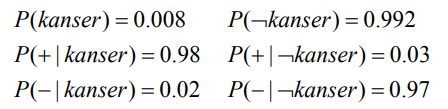 P(kanser) = 0.008 P(¬kanser) = 0.992
P(+ | kanser) = 0.98 P(+ | ¬kanser) = 0.03
P(− | kanser) = 0.02 P(− | ¬kanser) = 0.97